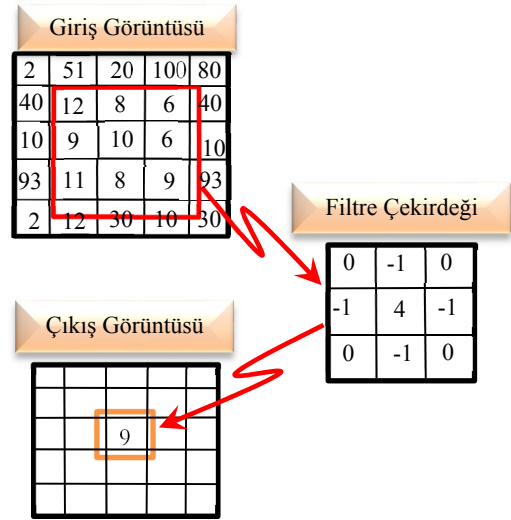 Giriş Görüntüsü
2 51 20 100 80
40 12 8 6 40
10 9 10 6 10
93 11 8 9 93
2 12 30 10 30
Filtre Çekirdeği
0 -1 0
-1 4 -1
0 -1 0
Çıkış Görüntüsü
9